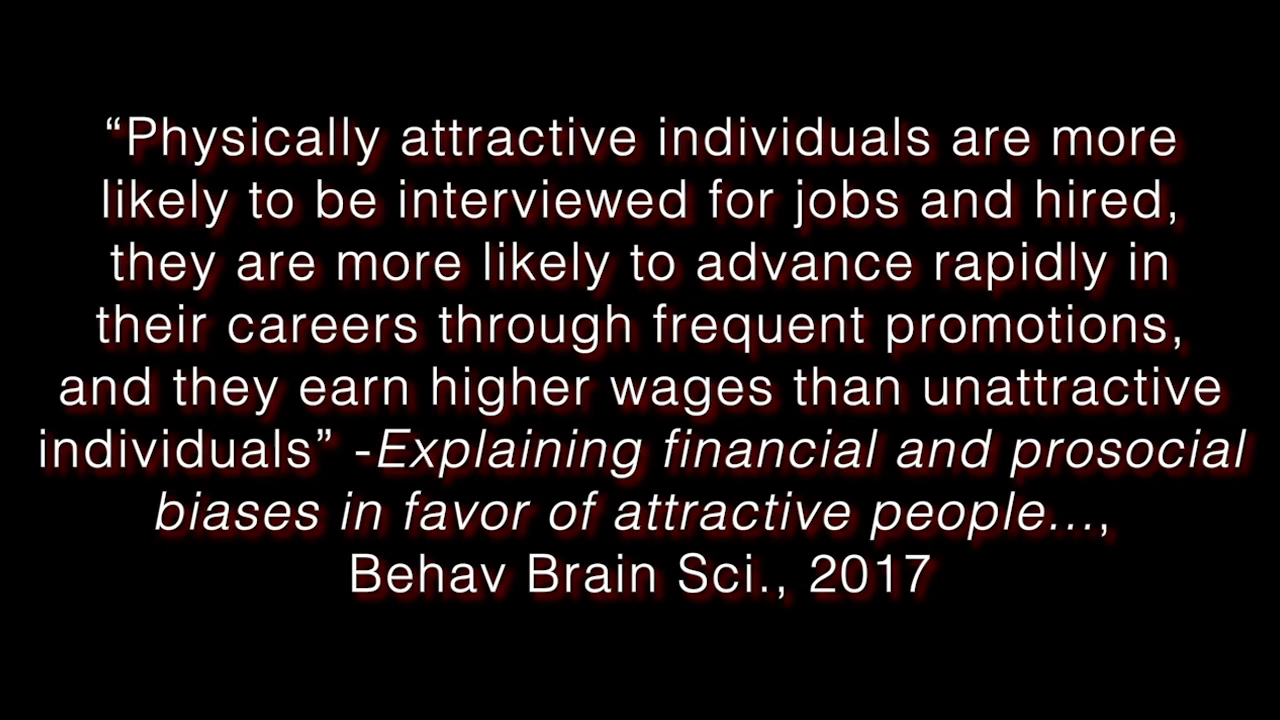 “Physically attractive individuals are more
likely to be interviewed for jobs and hired,
they are more likely to advance rapidly in
their careers through frequent promotions,
and they earn higher wages than unattractive
individuals” -Explaining financial and prosocial
biases in favor of attractive people...,
Behav Brain Sci., 2017